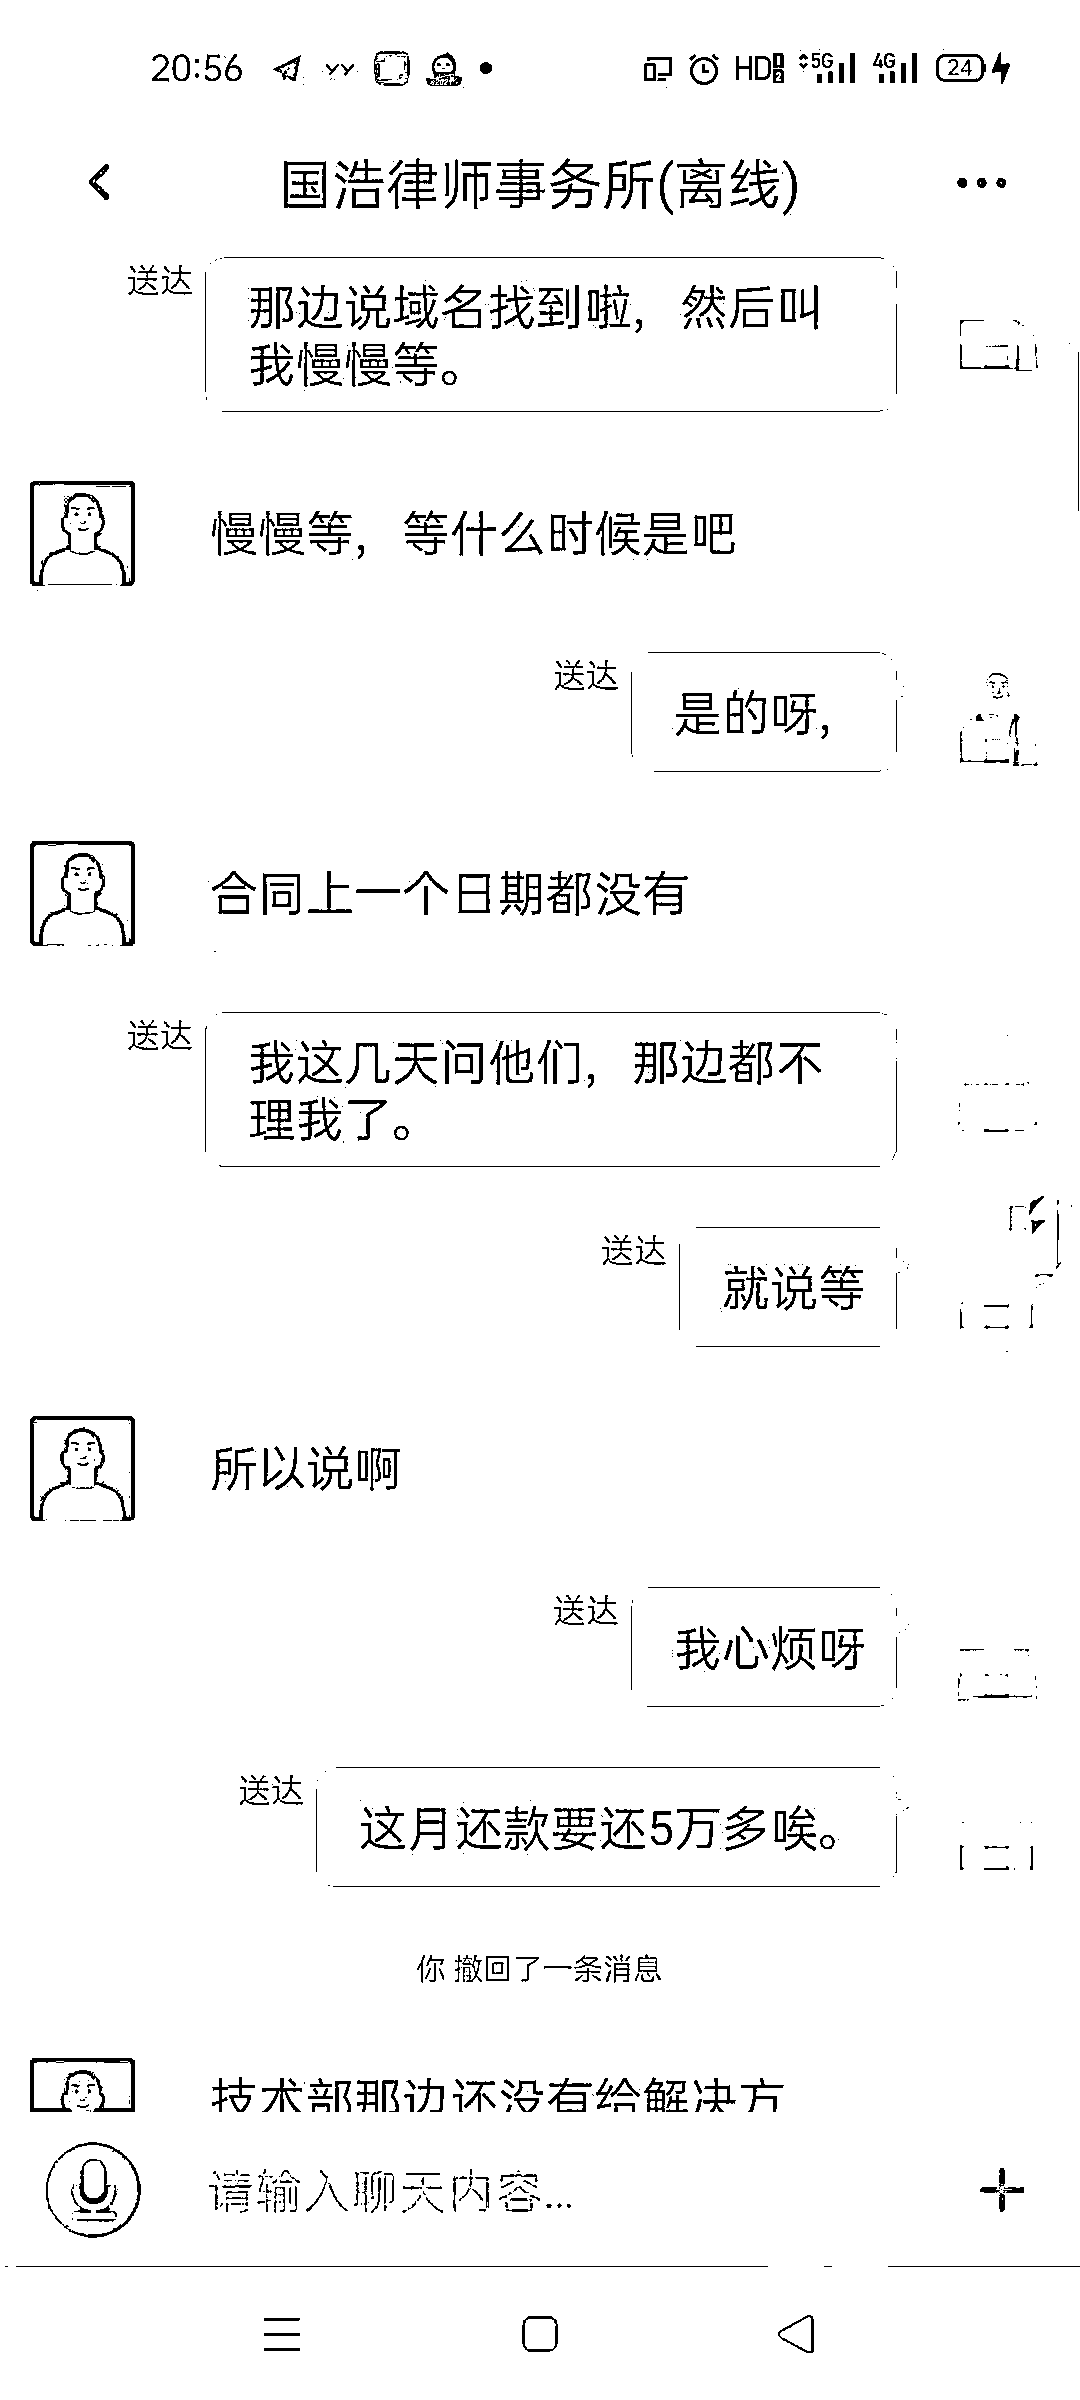 20:56
HD 5G 4G 24
国浩律师事务所(离线)
送达
那边说域名找到啦，然后叫
我慢慢等。
慢慢等，等什么时候是吧
送达
是的呀，
合同上一个日期都没有
送达
我这几天问他们，那边都不
理我了。
送达
就说等
所以说啊
送达
我心烦呀
送达
这月还款要还5万多唉。
你 撤回了一条消息
技术部那边还没有给解决方
请输入聊天内容...